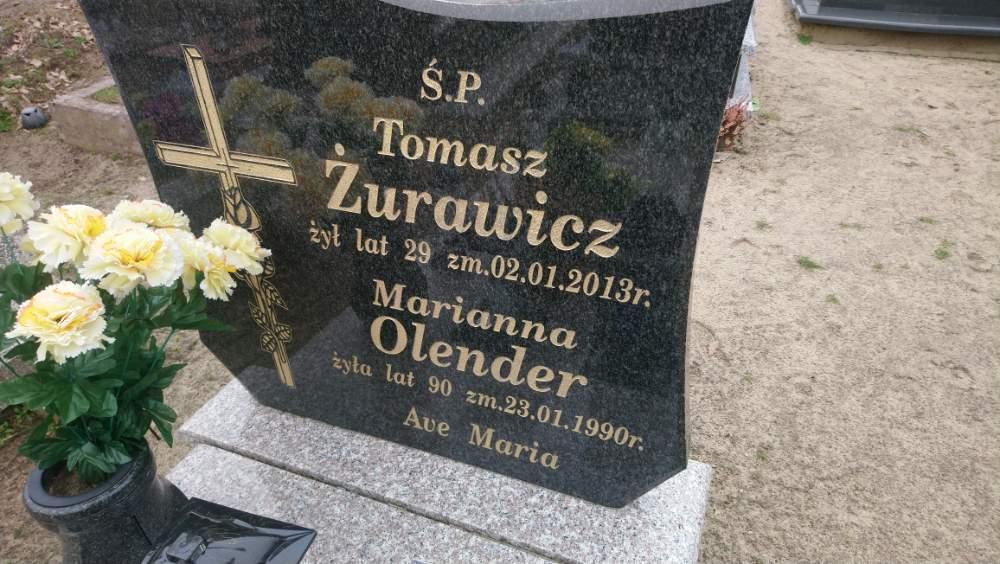 Ś.P.
Tomasz
Żurawicz
żył lat 29 zm.02.01.2013r.
Marianna
Olender
żyła lat 90 zm.23.01.1990r.
Ave Maria